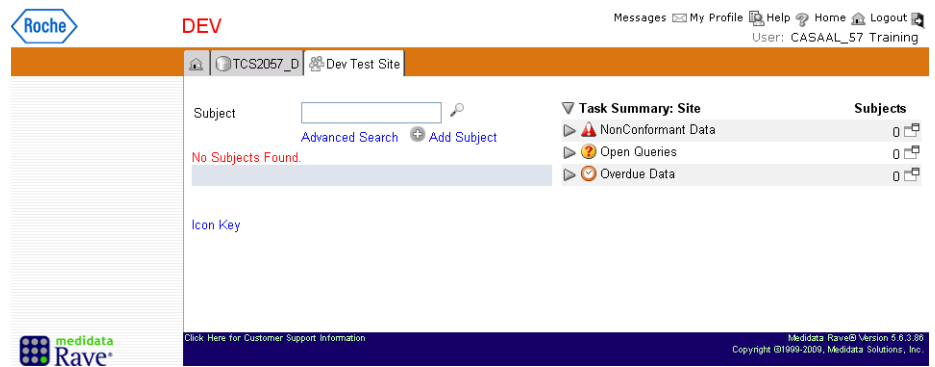 Roche
DEV
Messages My Profile Help Home Logout
User: CASAAL_57 Training
TCS2057_D Dev Test Site
Subject
Advanced Search Add Subject
No Subjects Found.
Icon Key
Task Summary: Site Subjects
NonConformant Data 0
Open Queries 0
Overdue Data 0
medidata
Rave
Click Here for Customer Support Information
Medidata Rave® Version 5.6.3.86
Copyright ©1999-2009, Medidata Solutions, Inc.